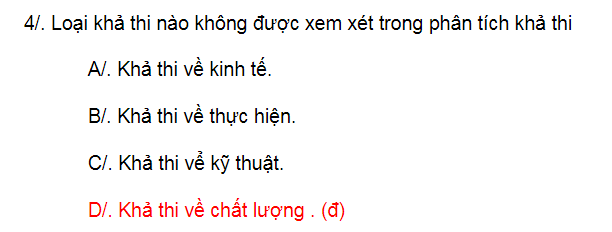 4/. Loại khả thi nào không được xem xét trong phân tích khả thi
A/. Khả thi về kinh tế.
B/. Khả thi về thực hiện.
C/. Khả thi vể kỹ thuật.
D/. Khả thi về chất lượng . (đ)